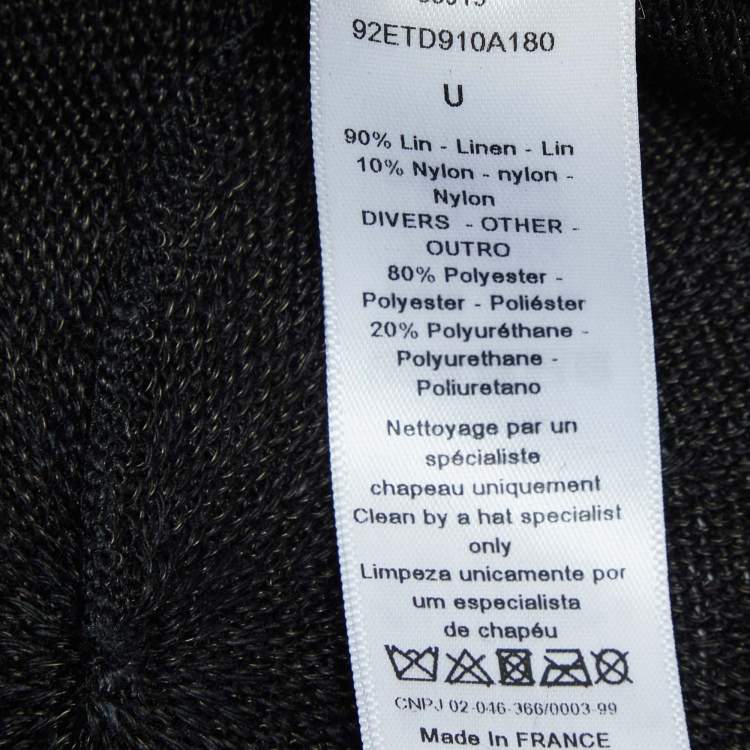 92ETD910A180
U
90% Lin - Linen - Lin
10% Nylon - nylon -
Nylon
DIVERS - OTHER -
OUTRO
80% Polyester -
Polyester - Poliéster
20% Polyuréthane -
Polyurethane -
Poliuretano
Nettoyage par un
spécialiste
chapeau uniquement
Clean by a hat specialist
only
Limpeza unicamente por
um especialista
de chapéu
CNPJ 02-046-366/0003-99
Made In FRANCE